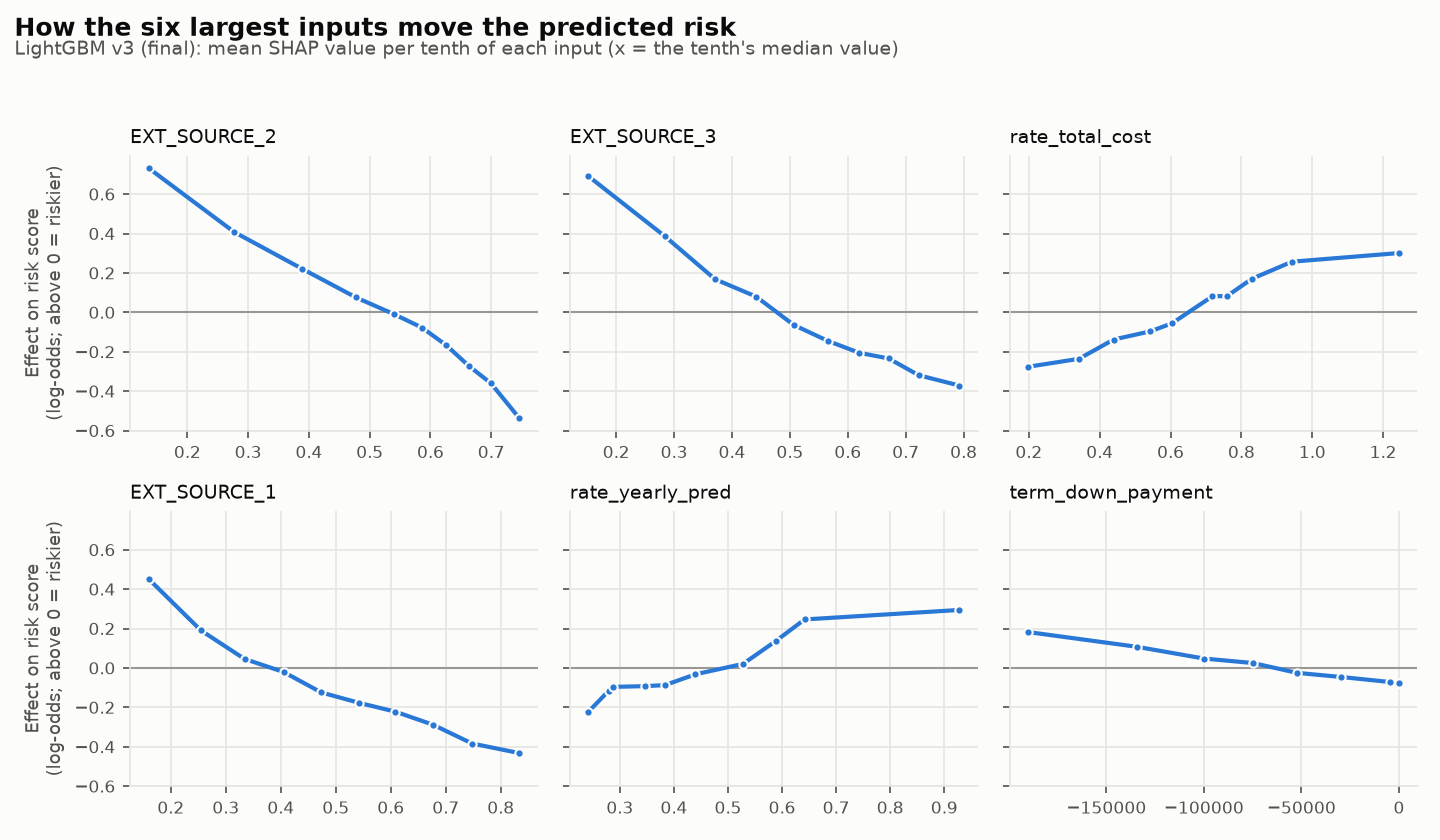 How the six largest inputs move the predicted risk
LightGBM v3 (final): mean SHAP value per tenth of each input (x = the tenth's median value)
EXT_SOURCE_2
EXT_SOURCE_3
rate_total_cost
Effect on risk score
(log-odds; above 0 = riskier)
0.6
0.4
0.2
0.0
−0.2
−0.4
−0.6
0.2 0.3 0.4 0.5 0.6 0.7
0.2 0.3 0.4 0.5 0.6 0.7 0.8
0.2 0.4 0.6 0.8 1.0 1.2
EXT_SOURCE_1
rate_yearly_pred
term_down_payment
Effect on risk score
(log-odds; above 0 = riskier)
0.6
0.4
0.2
0.0
−0.2
−0.4
−0.6
0.2 0.3 0.4 0.5 0.6 0.7 0.8
0.3 0.4 0.5 0.6 0.7 0.8 0.9
−150000 −100000 −50000 0